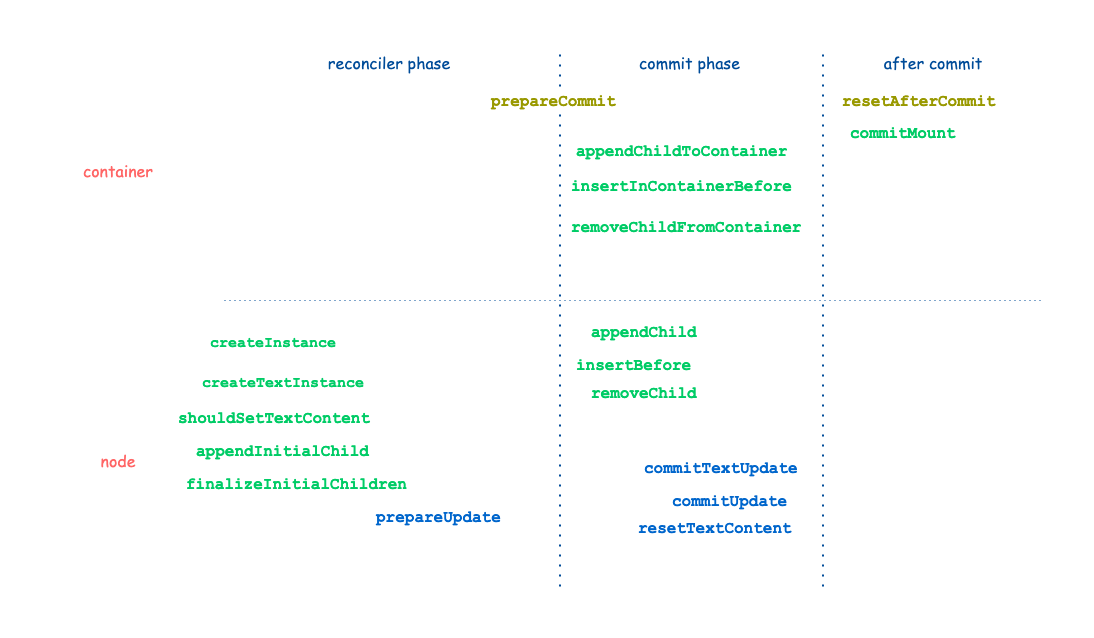 reconciler phase
commit phase
after commit
prepareCommit
resetAfterCommit
commitMount
appendChildToContainer
container
insertInContainerBefore
removeChildFromContainer
appendChild
createInstance
insertBefore
createTextInstance
removeChild
shouldSetTextContent
appendInitialChild
node
commitTextUpdate
finalizeInitialChildren
commitUpdate
prepareUpdate
resetTextContent